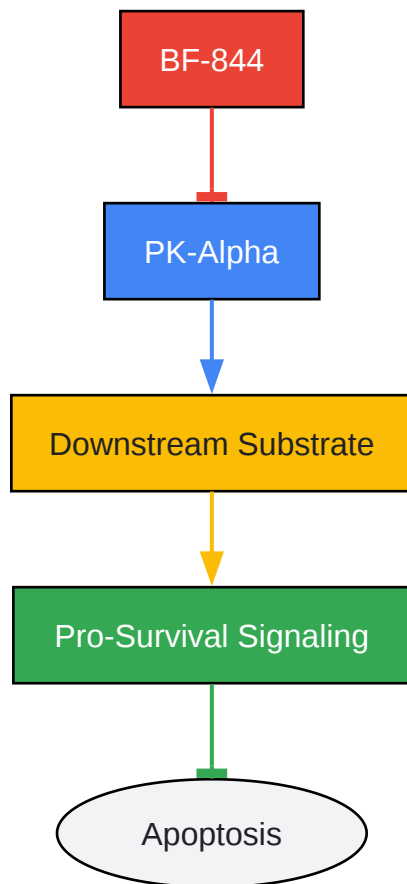 BF-844
PK-Alpha
Downstream Substrate
Pro-Survival Signaling
Apoptosis